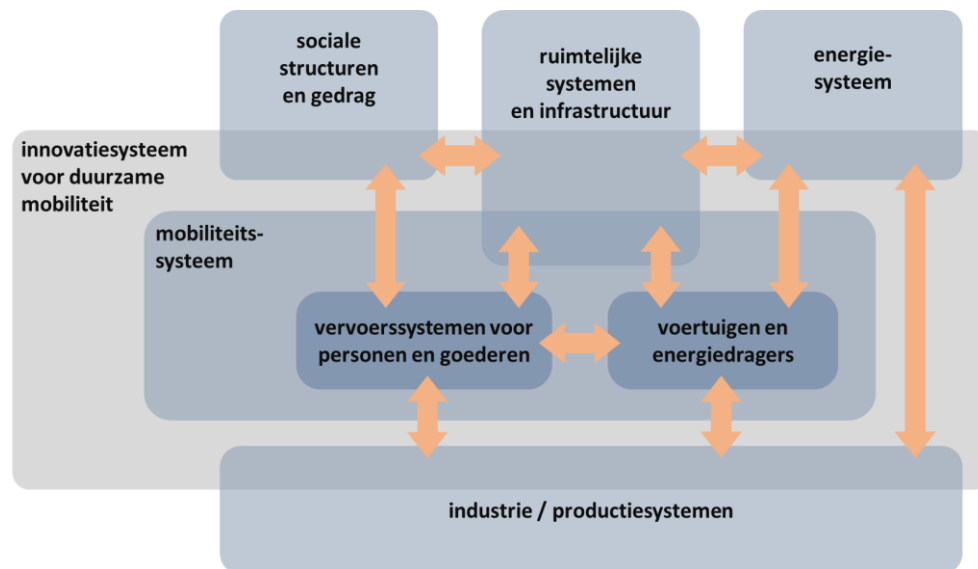 sociale
structuren
en gedrag
ruimtelijke
systemen
en infrastructuur
energie-
systeem
innovatiesysteem
voor duurzame
mobiliteit
mobiliteits-
systeem
vervoerssystemen voor
personen en goederen
voertuigen en
energiedragers
industrie / productiesystemen